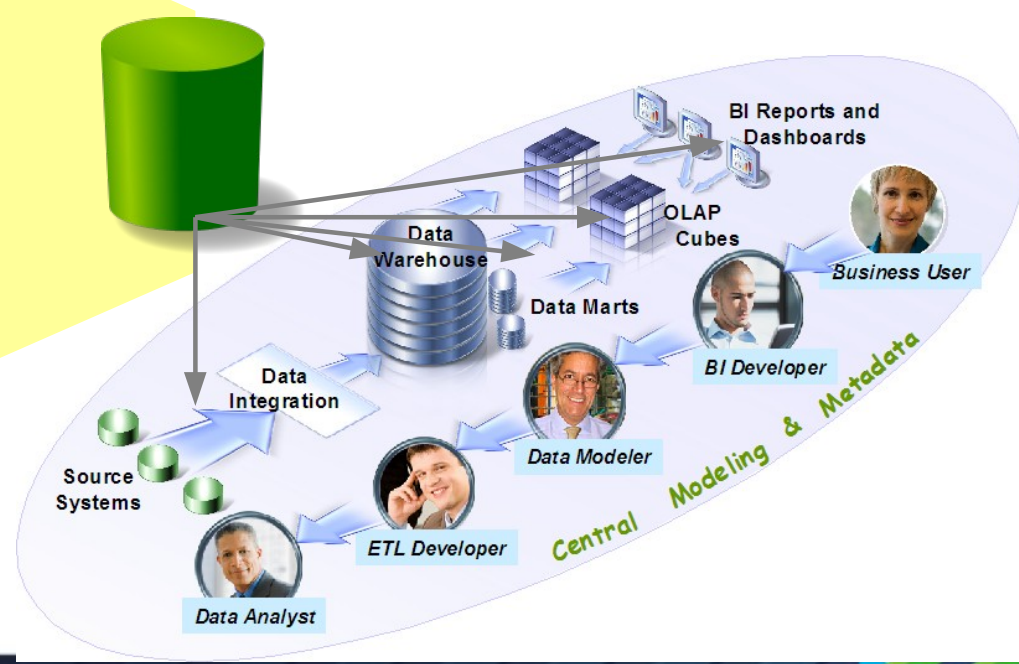 BI Reports and
Dashboards
OLAP
Cubes
Data
Warehouse
Business User
Data Marts
BI Developer
Data
Integration
Data Modeler
Source
Systems
ETL Developer
Central Modeling & Metadata
Data Analyst